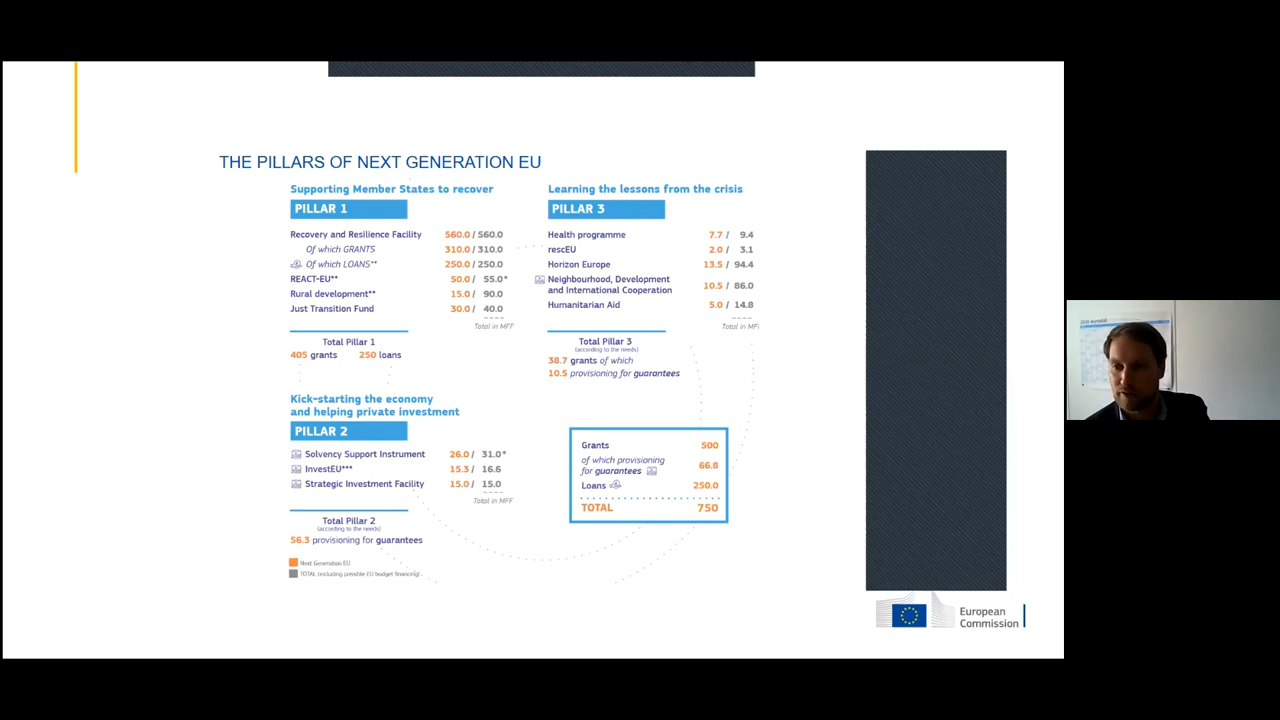 THE PILLARS OF NEXT GENERATION EU
Supporting Member States to recover
PILLAR 1
Recovery and Resilience Facility 560.0 / 560.0
Of which GRANTS 310.0 / 310.0
Of which LOANS** 250.0 / 250.0
REACT-EU** 50.0 / 55.0*
Rural development** 15.0 / 90.0
Just Transition Fund 30.0 / 40.0
Total in MFF
Total Pillar 1
405 grants 250 loans
Kick-starting the economy
and helping private investment
PILLAR 2
Solvency Support Instrument 26.0 / 31.0*
InvestEU*** 15.3 / 16.6
Strategic Investment Facility 15.0 / 15.0
Total in MFF
Total Pillar 2
(according to the needs)
56.3 provisioning for guarantees
Next Generation EU
TOTAL (including possible EU budget financing)
Learning the lessons from the crisis
PILLAR 3
Health programme 7.7 / 9.4
rescEU 2.0 / 3.1
Horizon Europe 13.5 / 94.4
Neighbourhood, Development
and International Cooperation 10.5 / 86.0
Humanitarian Aid 5.0 / 14.8
Total in MF
Total Pillar 3
(according to the needs)
38.7 grants of which
10.5 provisioning for guarantees
Grants 500
of which provisioning
for guarantees 66.8
Loans 250.0
TOTAL 750
European
Commission